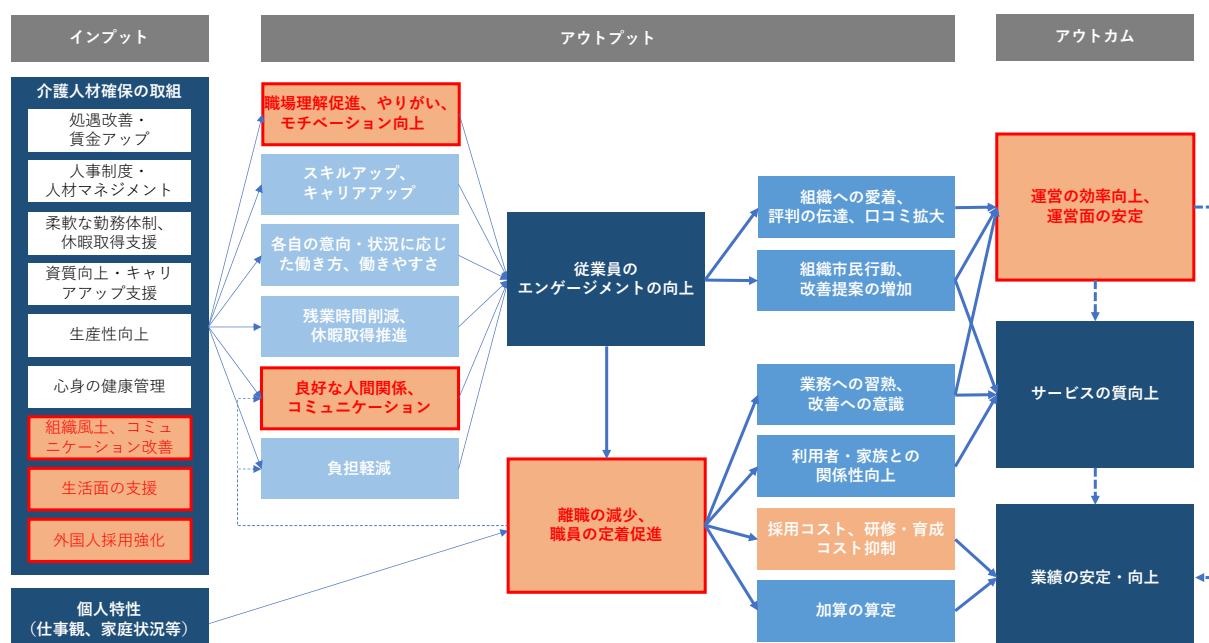 インプット
アウトプット
アウトカム
介護人材確保の取組
処遇改善・
賃金アップ
人事制度・
人材マネジメント
柔軟な勤務体制、
休暇取得支援
資質向上・キャリ
アアップ支援
生産性向上
心身の健康管理
組織風土、コミュ
ニケーション改善
生活面の支援
外国人採用強化
個人特性
（仕事観、家庭状況等）
職場理解促進、やりがい、
モチベーション向上
スキルアップ、
キャリアアップ
各自の意向・状況に応じ
た働き方、働きやすさ
残業時間削減、
休暇取得推進
良好な人間関係、
コミュニケーション
負担軽減
従業員の
エンゲージメントの向上
離職の減少、
職員の定着促進
組織への愛着、
評判の伝達、口コミ拡大
組織市民行動、
改善提案の増加
業務への習熟、
改善への意識
利用者・家族との
関係性向上
採用コスト、研修・育成
コスト抑制
加算の算定
運営の効率向上、
運営面の安定
サービスの質向上
業績の安定・向上